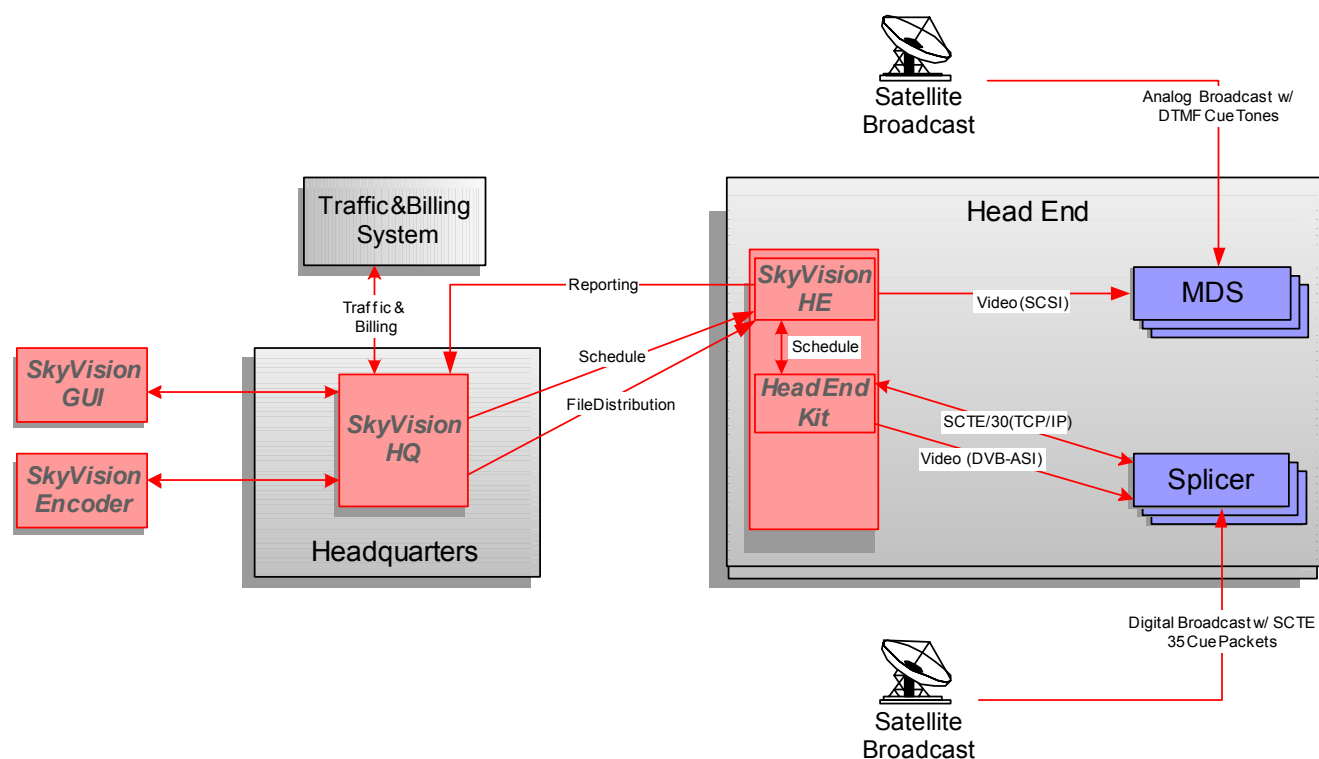 Satellite
Broadcast
Analog Broadcast w/
DTMF Cue Tones
Traffic & Billing
System
Head End
SkyVision
HE
MDS
Reporting
Video (SCSI)
Traffic &
Billing
Schedule
Schedule
SkyVision
GUI
SkyVision
HQ
Head End
Kit
File Distribution
SCTE/30 (TCP/IP)
Video (DVB-ASI)
SkyVision
Encoder
Splicer
Headquarters
Digital Broadcast w/ SCTE
35 Cue Packets
Satellite
Broadcast